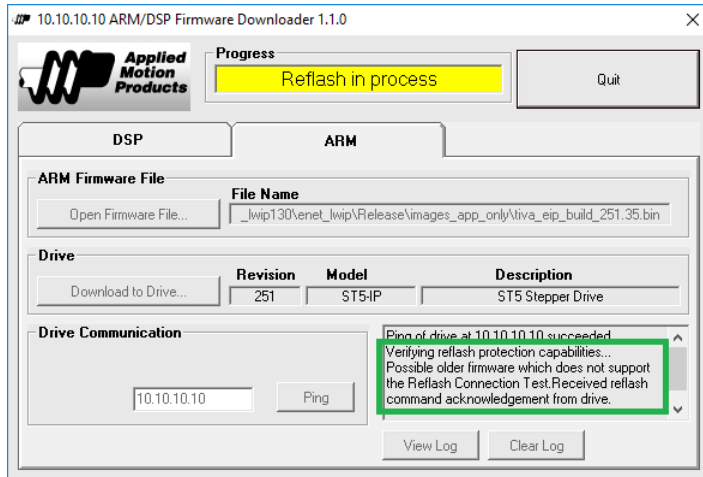 10.10.10.10 ARM/DSP Firmware Downloader 1.1.0
Applied
Motion
Products
Progress
Reflash in process
Quit
DSP
ARM
ARM Firmware File
File Name
Open Firmware File...
_lwip130\enet_lwip\Release\images_app_only\tiva_eip_build_251.35.bin
Drive
Revision
Model
Description
Download to Drive...
251
ST5-IP
ST5 Stepper Drive
Drive Communication
10.10.10.10
Ping
Ping of drive at 10.10.10.10 succeeded
Verifying reflash protection capabilities...
Possible older firmware which does not support
the Reflash Connection Test.Received reflash
command acknowledgement from drive.
View Log
Clear Log